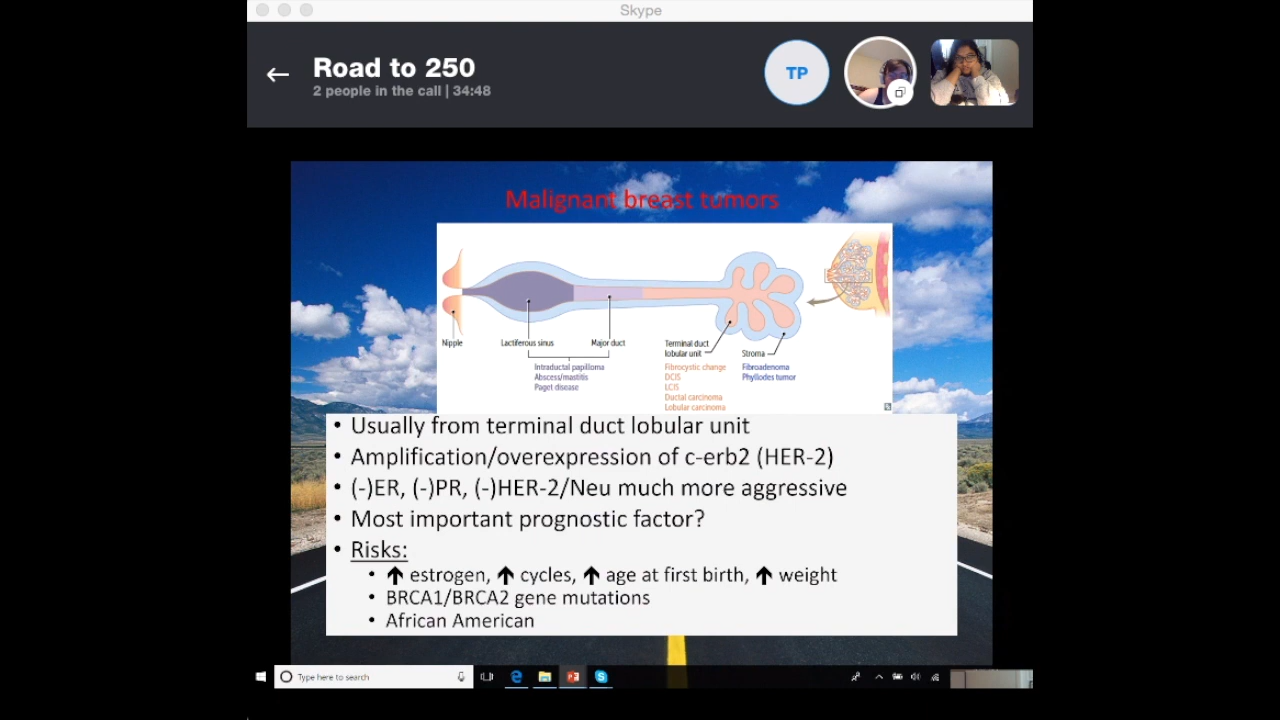 Skype
Road to 250
2 people in the call | 34:48
TP
Malignant breast tumors
Nipple
Lactiferous sinus
Major duct
Terminal duct
lobular unit
Stroma
Intraductal papilloma
Abscess/mastitis
Paget disease
Fibrocystic change
DCIS
LCIS
Ductal carcinoma
Lobular carcinoma
Fibroadenoma
Phyllodes tumor
• Usually from terminal duct lobular unit
• Amplification/overexpression of c-erb2 (HER-2)
• (-)ER, (-)PR, (-)HER-2/Neu much more aggressive
• Most important prognostic factor?
• Risks:
• ↑ estrogen, ↑ cycles, ↑ age at first birth, ↑ weight
• BRCA1/BRCA2 gene mutations
• African American
Type here to search